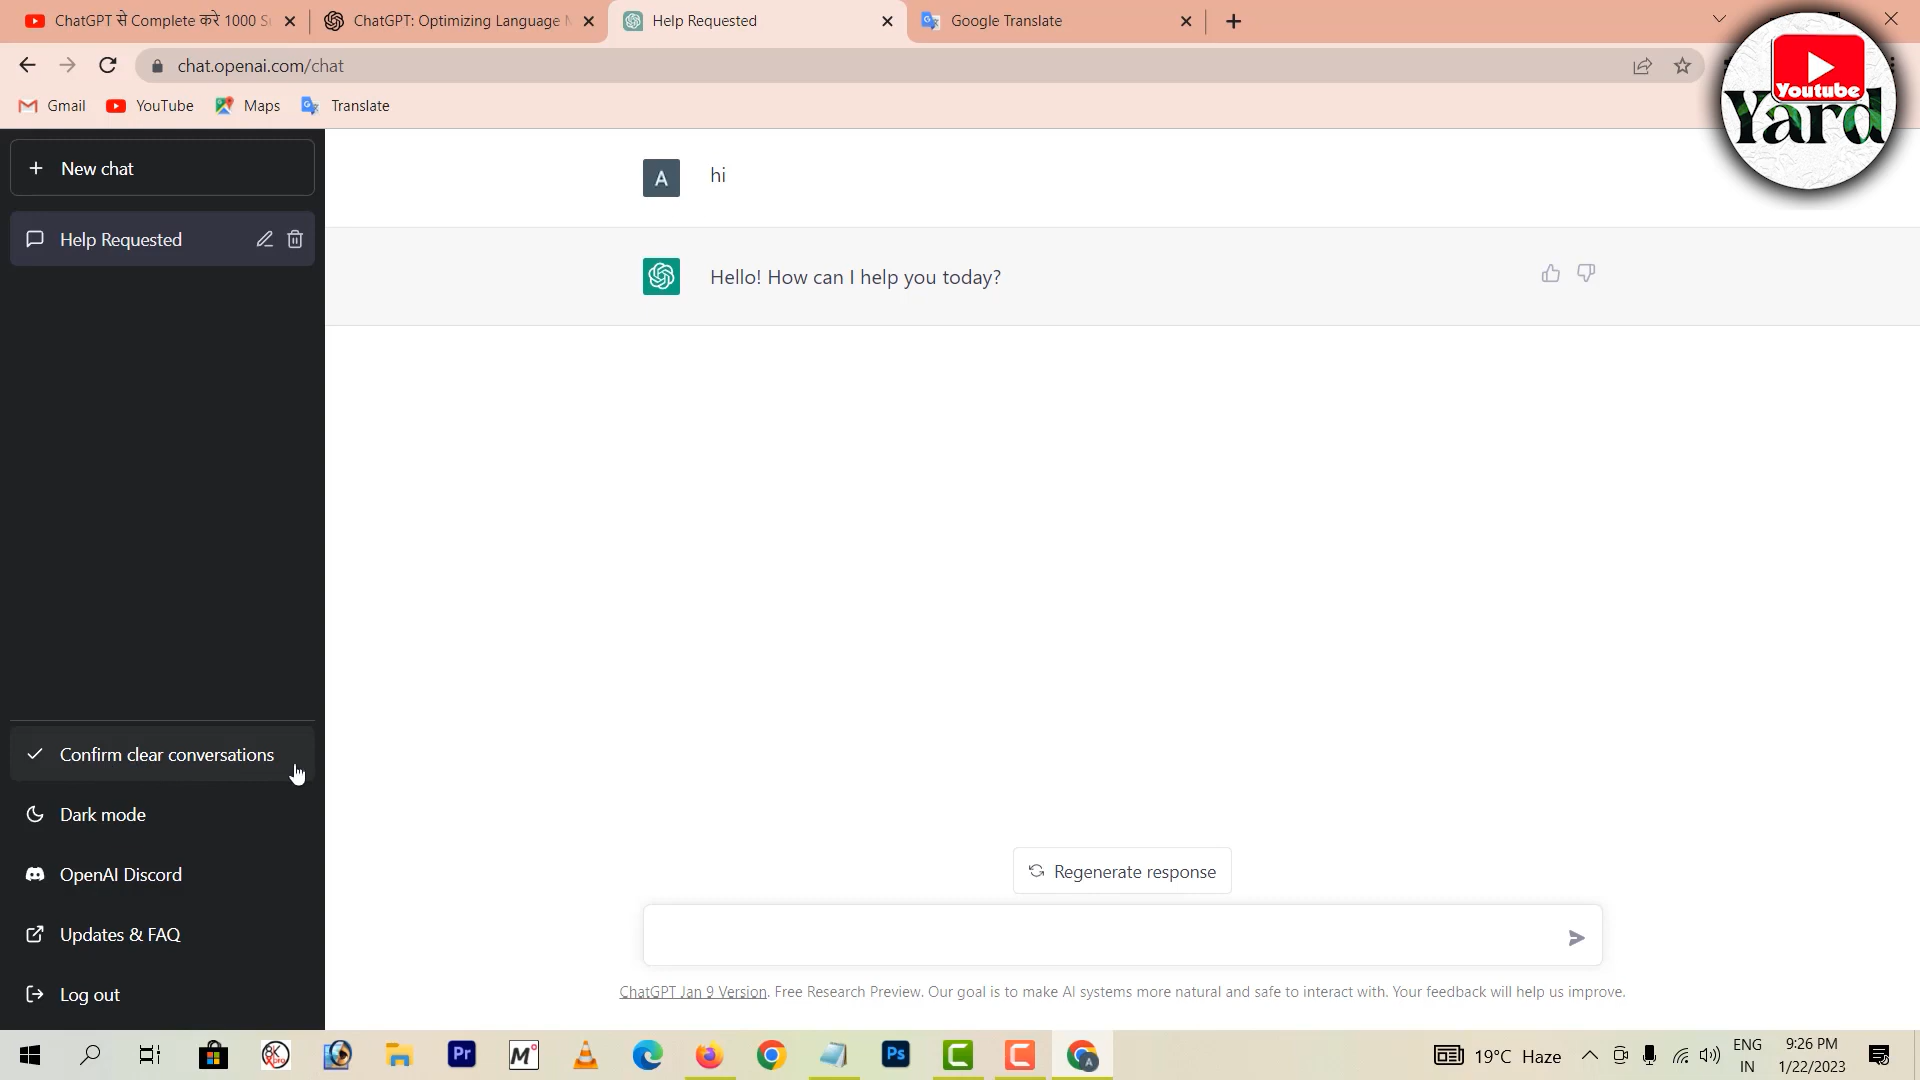 ChatGPT से Complete करे 1000 S
ChatGPT: Optimizing Language
Help Requested
Google Translate
chat.openai.com/chat
Gmail
YouTube
Maps
Translate
Youtube
Yard
New chat
Help Requested
A
hi
Hello! How can I help you today?
Confirm clear conversations
Dark mode
OpenAI Discord
Updates & FAQ
Log out
Regenerate response
ChatGPT Jan 9 Version. Free Research Preview. Our goal is to make AI systems more natural and safe to interact with. Your feedback will help us improve.
8K
pro
Pr
M
Ps
A
19°C Haze
ENG
IN
9:26 PM
1/22/2023